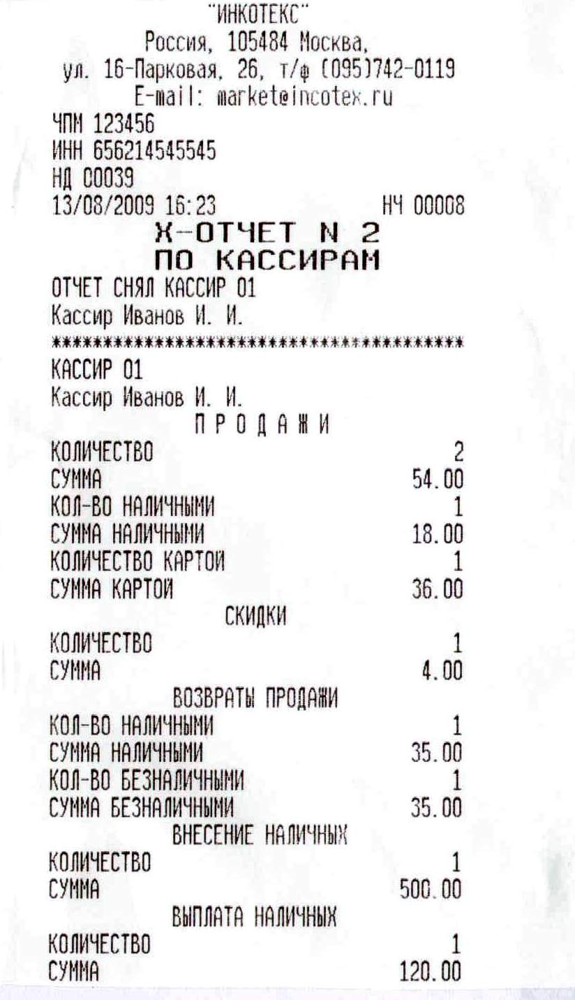 "ИНКОТЕКС"
Россия, 105484 Москва,
ул. 16-Парковая, 26, т/ф (095)742-0119
E-mail: market@incotex.ru
ЧПМ 123456
ИНН 656214545545
НД 00039
13/08/2009 16:23 НЧ 00008
X-ОТЧЕТ N 2
ПО КАССИРАМ
ОТЧЕТ СНЯЛ КАССИР 01
Кассир Иванов И. И.
****************************************
КАССИР 01
Кассир Иванов И. И.
П Р О Д А Ж И
КОЛИЧЕСТВО 2
СУММА 54.00
КОЛ-ВО НАЛИЧНЫМИ 1
СУММА НАЛИЧНЫМИ 18.00
КОЛИЧЕСТВО КАРТОЙ 1
СУММА КАРТОЙ 36.00
СКИДКИ
КОЛИЧЕСТВО 1
СУММА 4.00
ВОЗВРАТЫ ПРОДАЖИ
КОЛ-ВО НАЛИЧНЫМИ 1
СУММА НАЛИЧНЫМИ 35.00
КОЛ-ВО БЕЗНАЛИЧНЫМИ 1
СУММА БЕЗНАЛИЧНЫМИ 35.00
ВНЕСЕНИЕ НАЛИЧНЫХ
КОЛИЧЕСТВО 1
СУММА 500.00
ВЫПЛАТА НАЛИЧНЫХ
КОЛИЧЕСТВО 1
СУММА 120.00